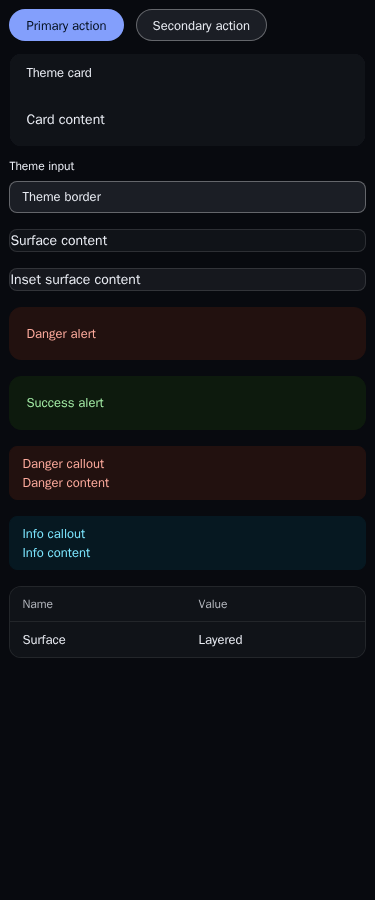 Primary action
Secondary action
Theme card
Card content
Theme input
Theme border
Surface content
Inset surface content
Danger alert
Success alert
Danger callout
Danger content
Info callout
Info content
Name Value
Surface Layered